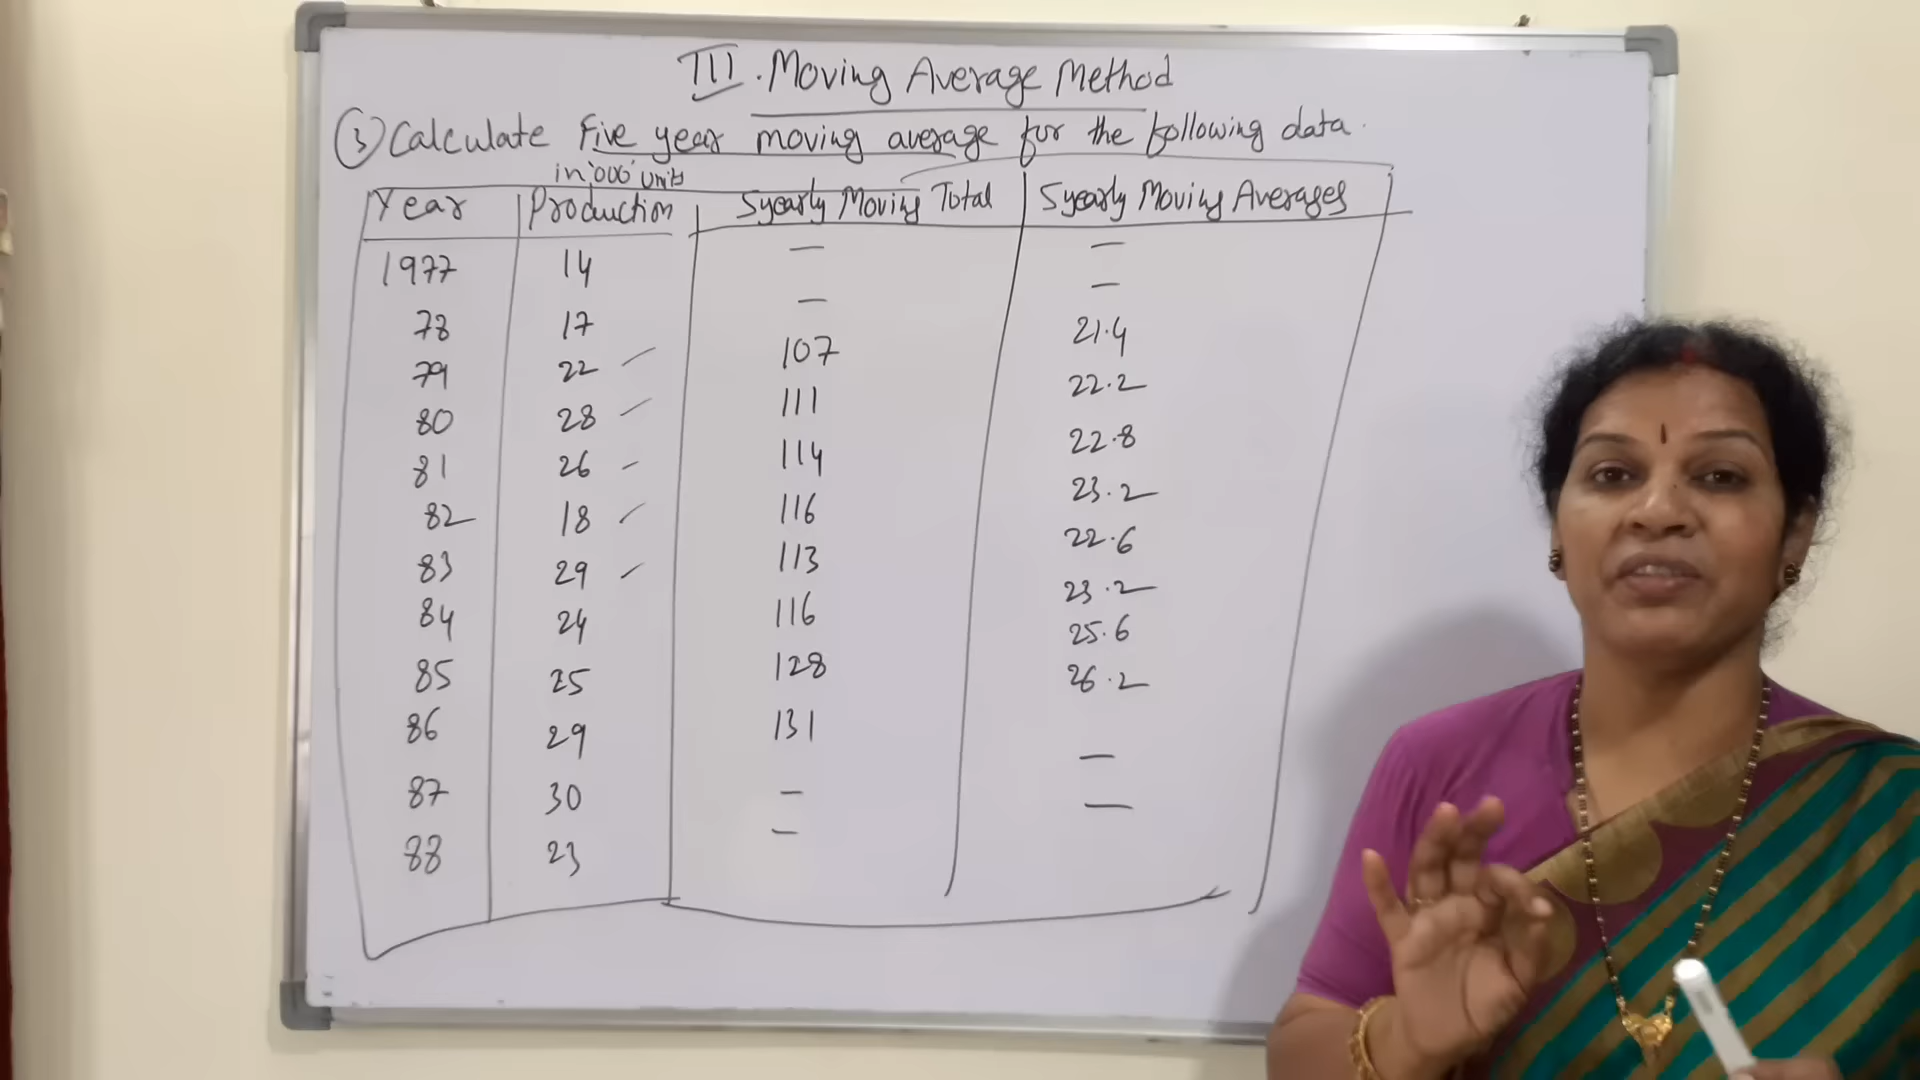 III. Moving Average Method
(3) Calculate Five year moving average for the following data.
in '000' units
Year Production 5yearly Moving Total 5yearly Moving Averages
1977 14 — —
78 17 — —
79 22 107 21.4
80 28 111 22.2
81 26 114 22.8
82 18 116 23.2
83 29 113 22.6
84 24 116 23.2
85 25 128 25.6
86 29 131 26.2
87 30 — —
88 23 — —